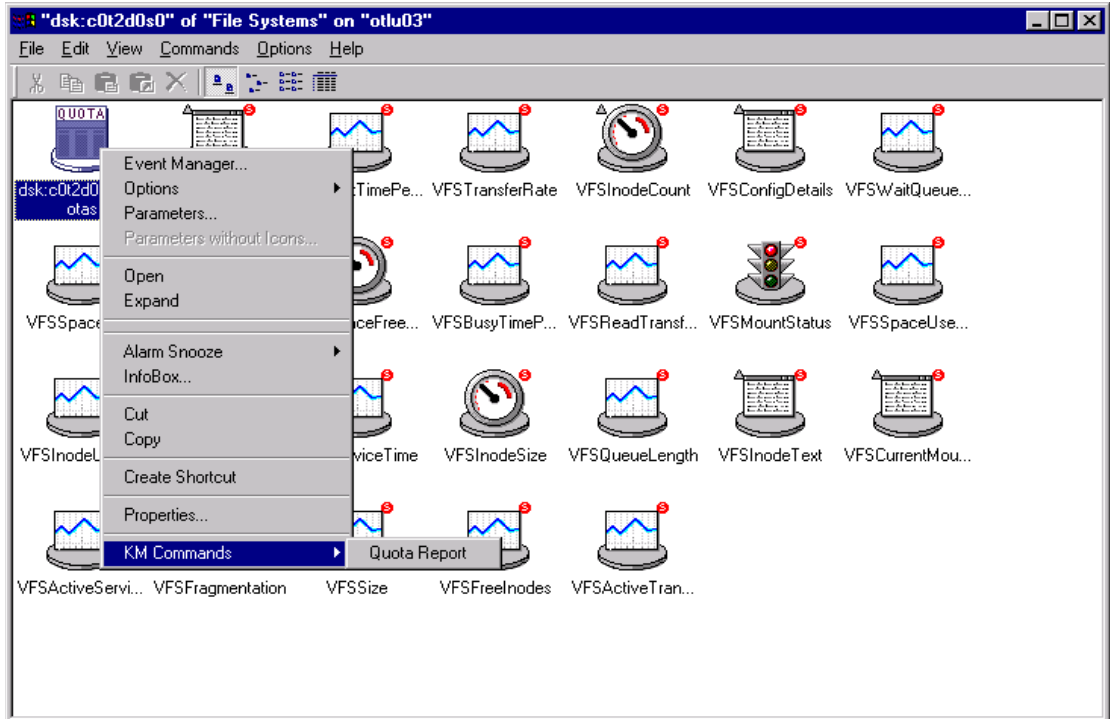 "dsk:c0t2d0s0" of "File Systems" on "otlu03"
File Edit View Commands Options Help
QUOTA
S S S S S S
dsk:c0t2d0
otas
Event Manager...
Options
Parameters...
Parameters without Icons...
Open
Expand
Alarm Snooze
InfoBox...
Cut
Copy
Create Shortcut
Properties...
KM Commands
Quota Report
TimePe... VFSTransferRate VFSInodeCount VFSConfigDetails VFSWaitQueue...
S S S S S
VFSSpace ceFree... VFSBusyTimeP... VFSReadTransf... VFSMountStatus VFSSpaceUse...
S S S S S
VFSInodeU viceTime VFSInodeSize VFSQueueLength VFSInodeText VFSCurrentMou...
S S S
VFSActiveServi... VFSFragmentation VFSSize VFSFreeInodes VFSActiveTran...